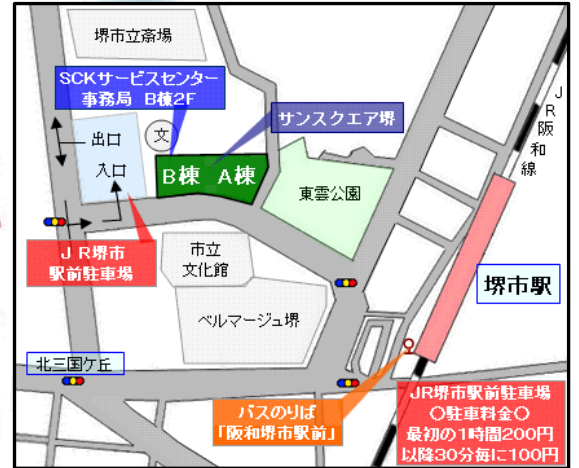 堺市立斎場
SCKサービスセンター
事務局 B棟2F
サンスクエア堺
JR阪和線
出口
文
入口
B棟 A棟
東雲公園
JR堺市
駅前駐車場
市立
文化館
堺市駅
ベルマージュ堺
北三国ケ丘
バスのりば
「阪和堺市駅前」
JR堺市駅前駐車場
〇駐車料金〇
最初の1時間200円
以降30分毎に100円